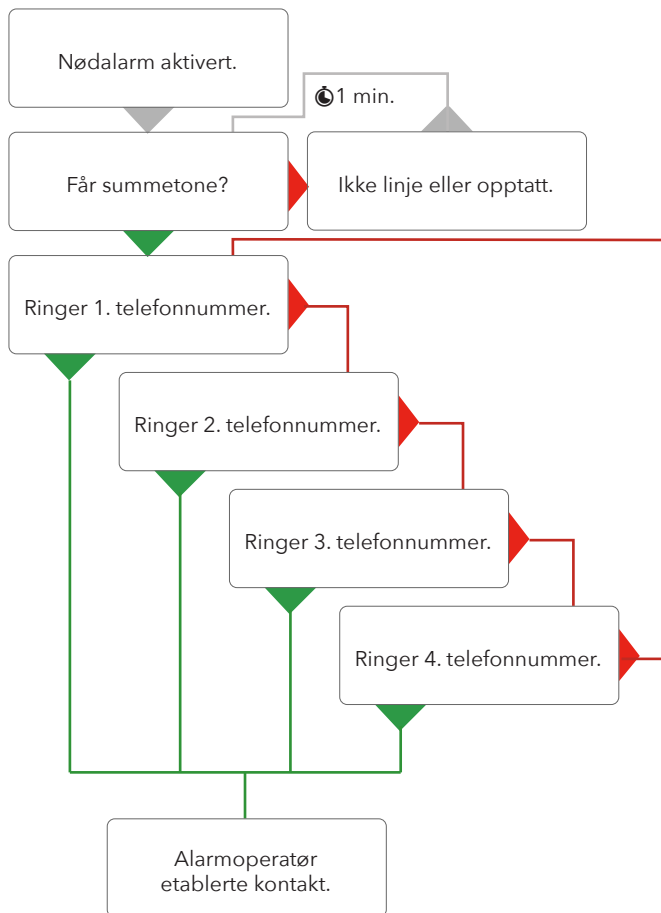 Nødalarm aktivert.
1 min.
Får summetone?
Ikke linje eller opptatt.
Ringer 1. telefonnummer.
Ringer 2. telefonnummer.
Ringer 3. telefonnummer.
Ringer 4. telefonnummer.
Alarmoperatør
etablerte kontakt.